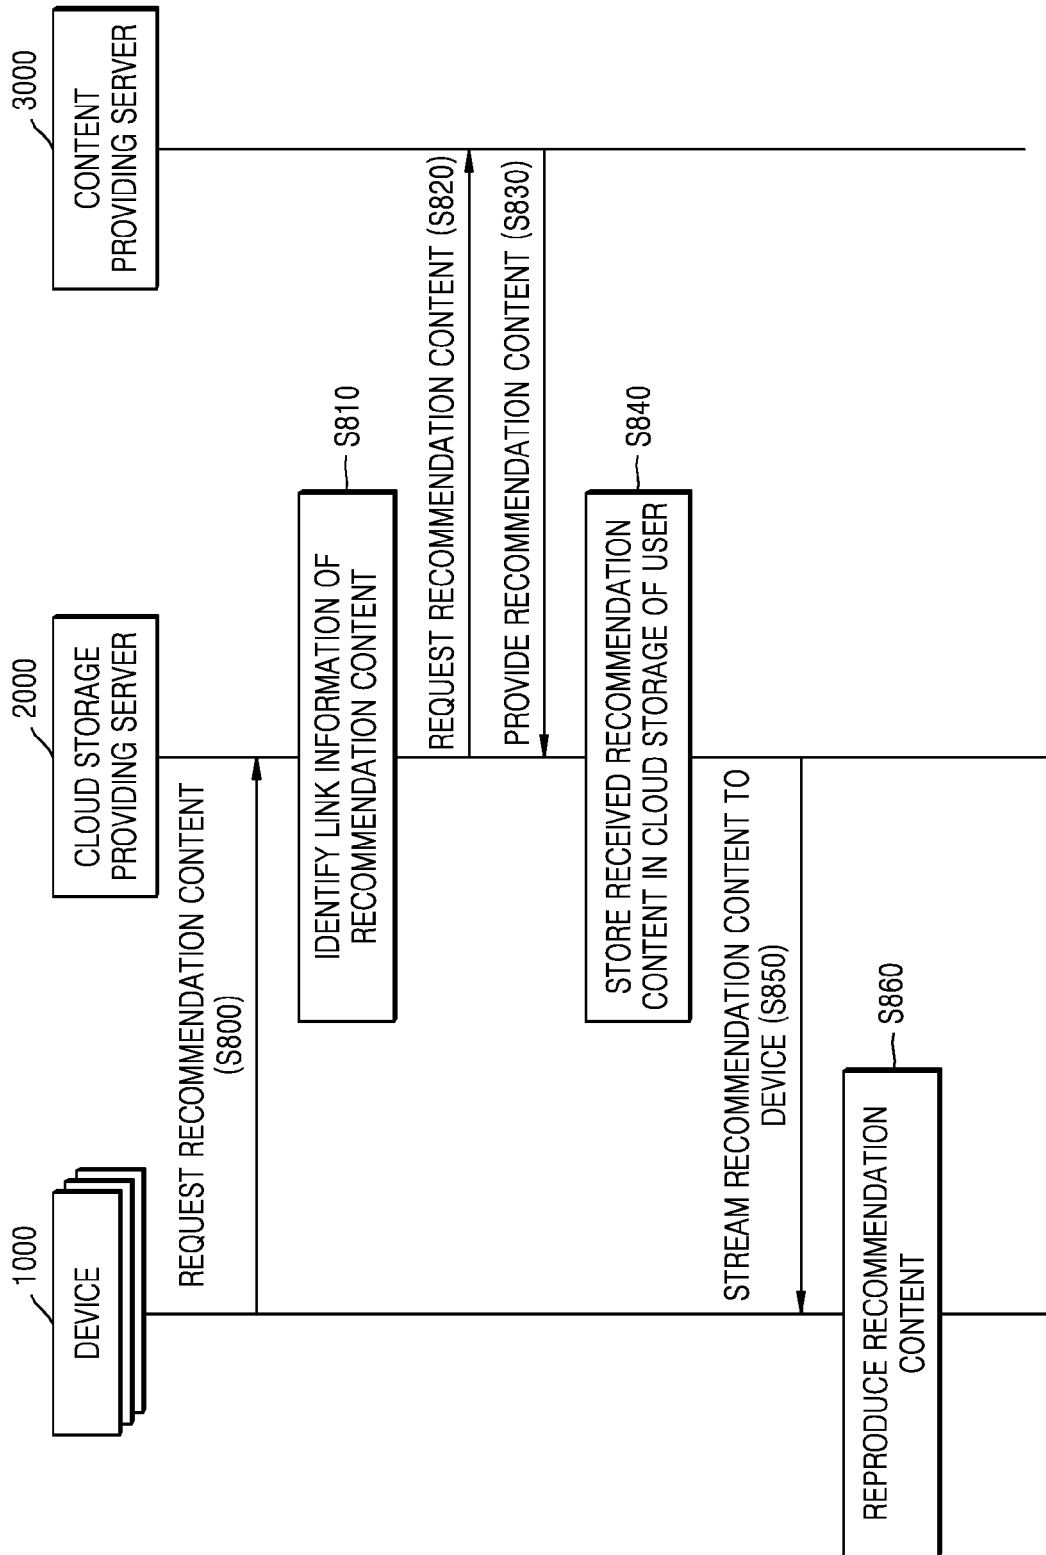 1000
DEVICE
2000
CLOUD STORAGE
PROVIDING SERVER
3000
CONTENT
PROVIDING SERVER
REQUEST RECOMMENDATION CONTENT
(S800)
IDENTIFY LINK INFORMATION OF
RECOMMENDATION CONTENT
S810
REQUEST RECOMMENDATION CONTENT (S820)
PROVIDE RECOMMENDATION CONTENT (S830)
STORE RECEIVED RECOMMENDATION
CONTENT IN CLOUD STORAGE OF USER
S840
STREAM RECOMMENDATION CONTENT TO
DEVICE (S850)
REPRODUCE RECOMMENDATION
CONTENT
S860